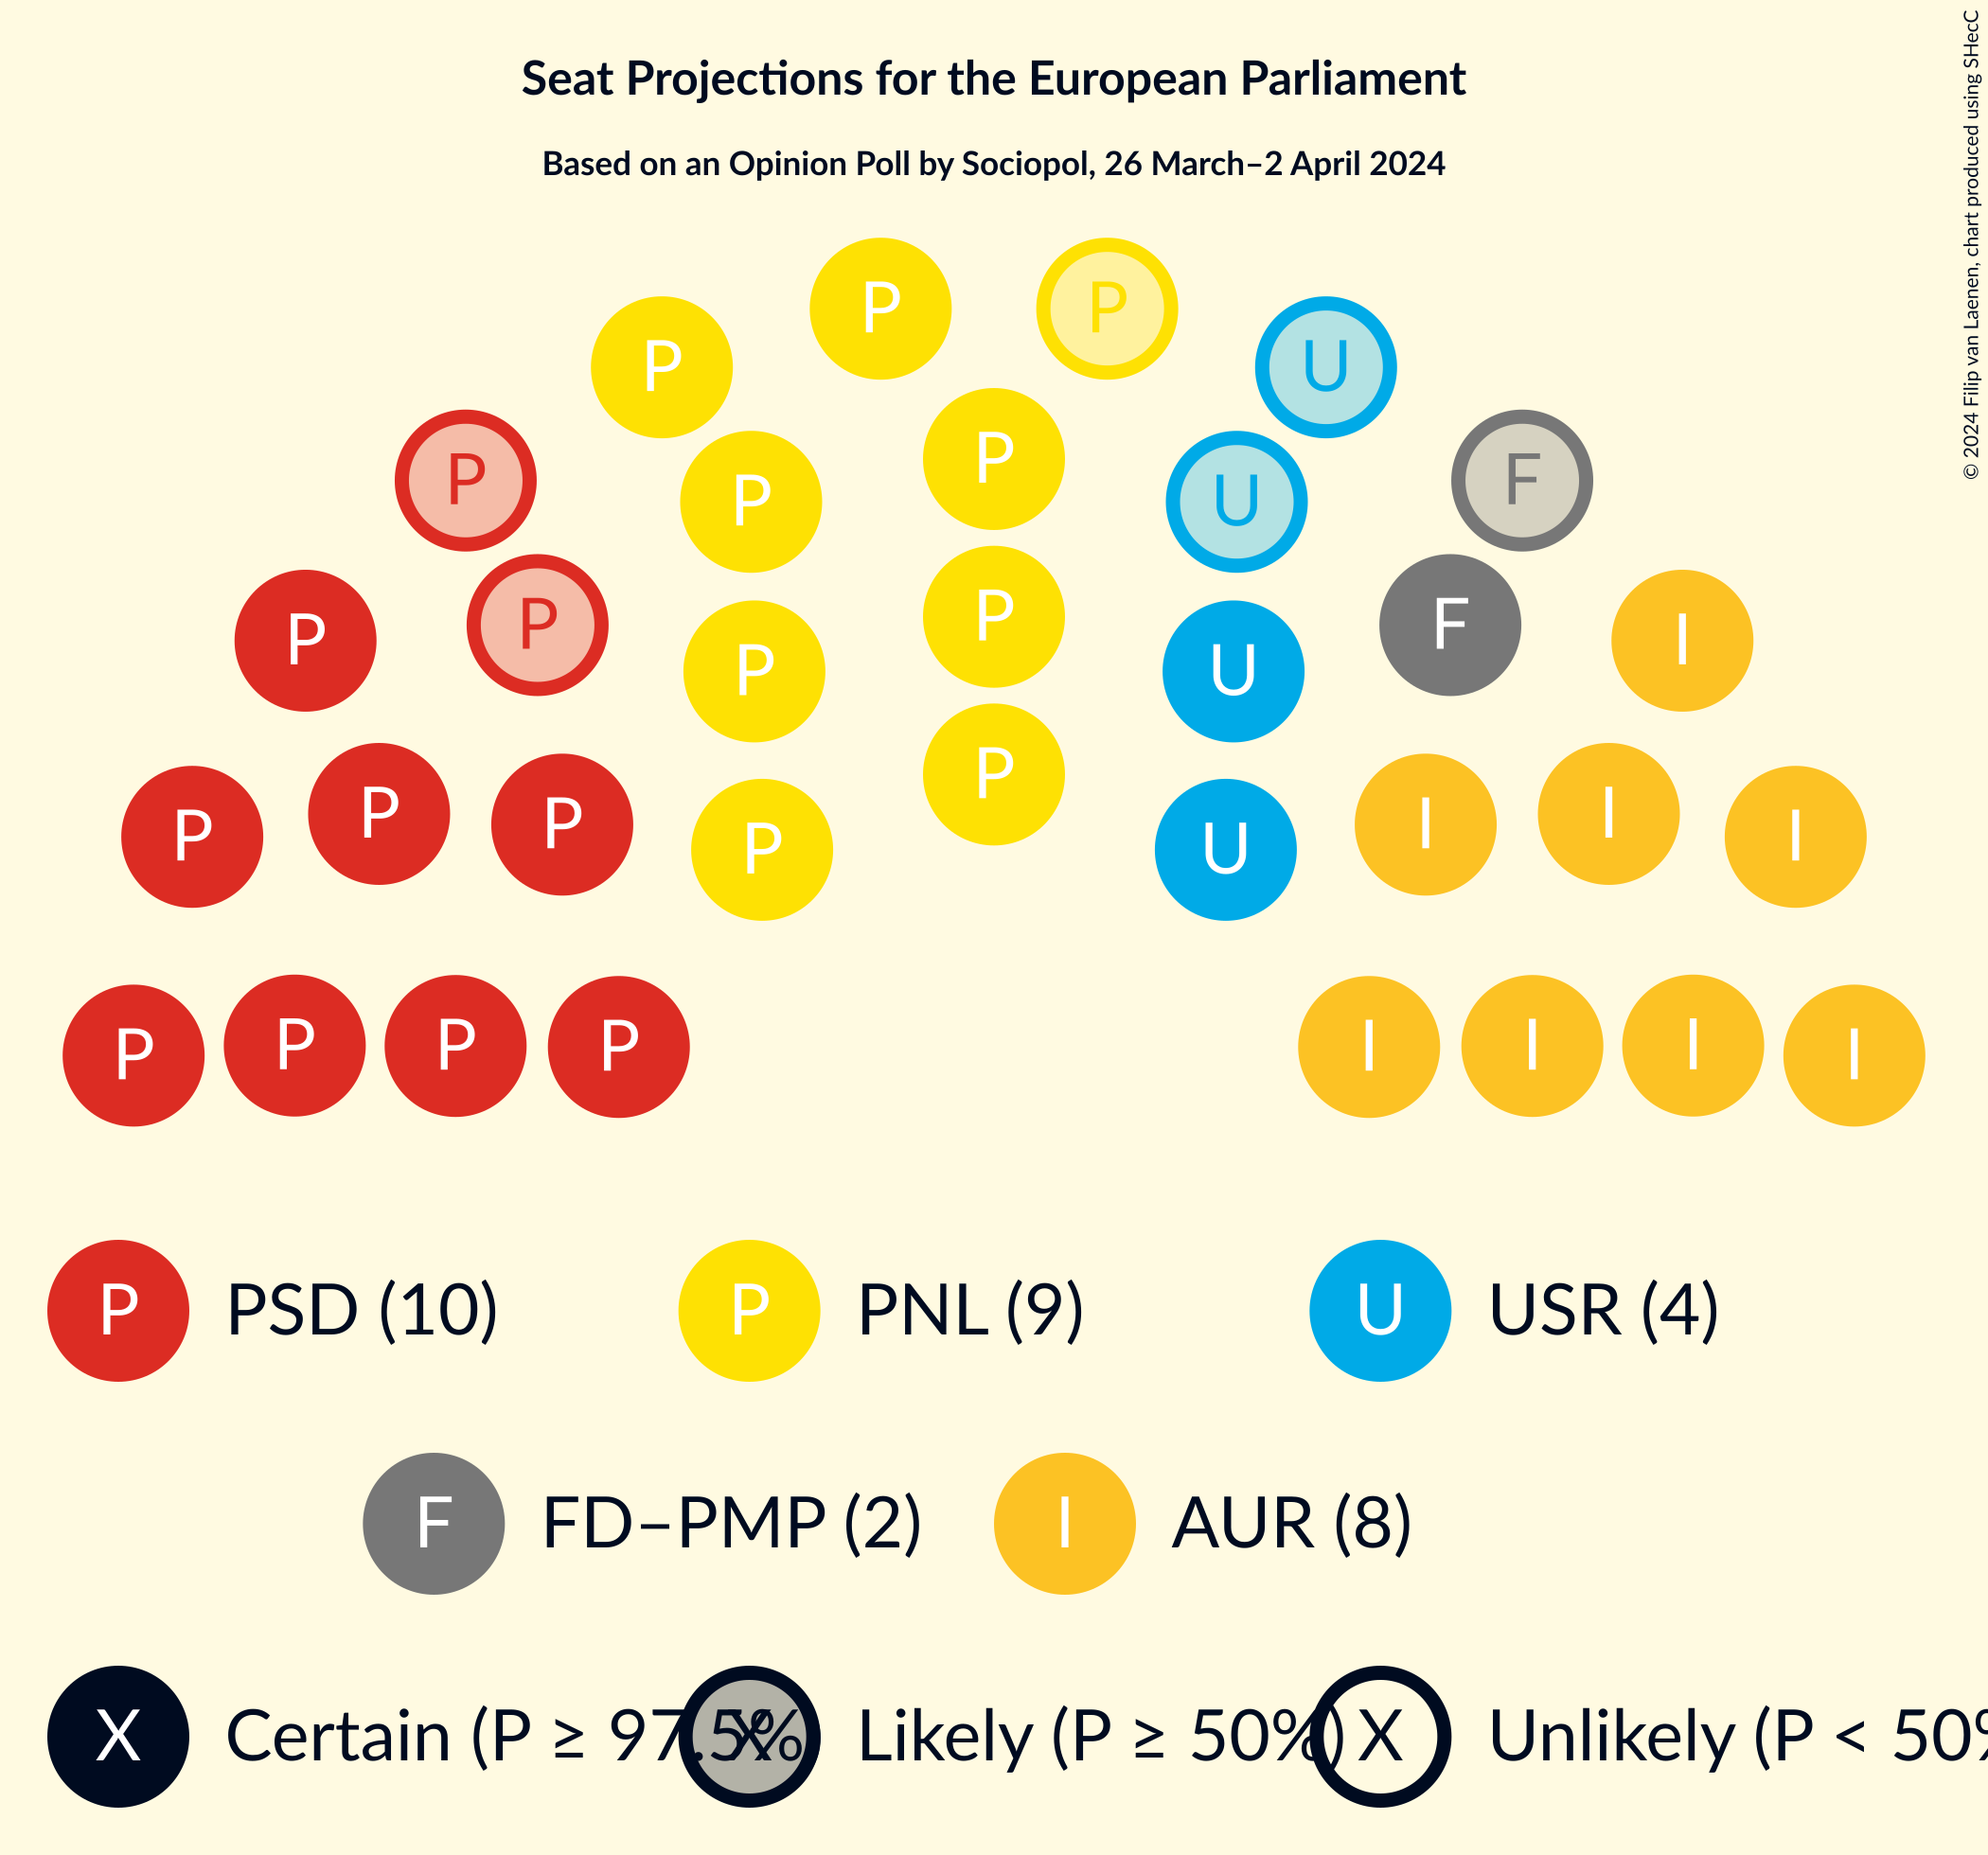 Seat Projections for the European Parliament
Based on an Opinion Poll by Sociopol, 26 March–2 April 2024
© 2024 Filip van Laenen, chart produced using SHecC
P P P U
P P U F
P P P
P P U F I
P P P P U I I I
P P P P I I I I
P PSD (10) P PNL (9) U USR (4)
F FD–PMP (2) I AUR (8)
X Certain (P ≥ 97.5% X Likely (P ≥ 50%) X Unlikely (P < 50%